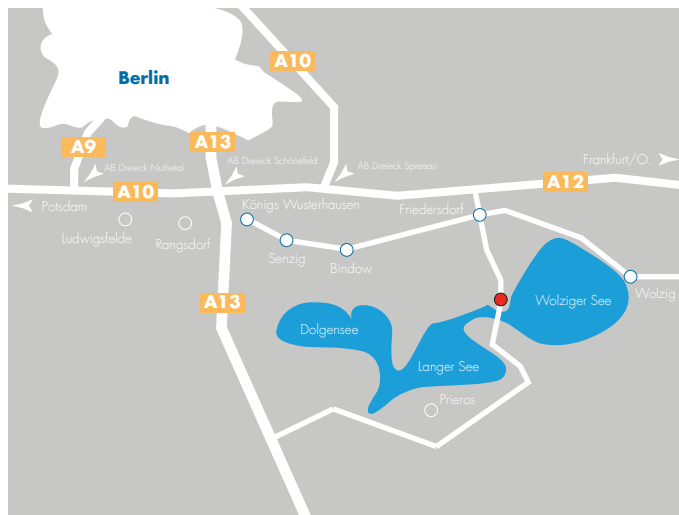 A10
Berlin
A9
A13
AB Dreieck Nuthetal
AB Dreieck Schönefeld
AB Dreieck Spreeau
Frankfurt/O.
A10
A12
Potsdam
Königs Wusterhausen
Friedersdorf
Ludwigsfelde
Rangsdorf
Senzig
Bindow
A13
Dolgensee
Wolziger See
Wolzig
Langer See
Prieros